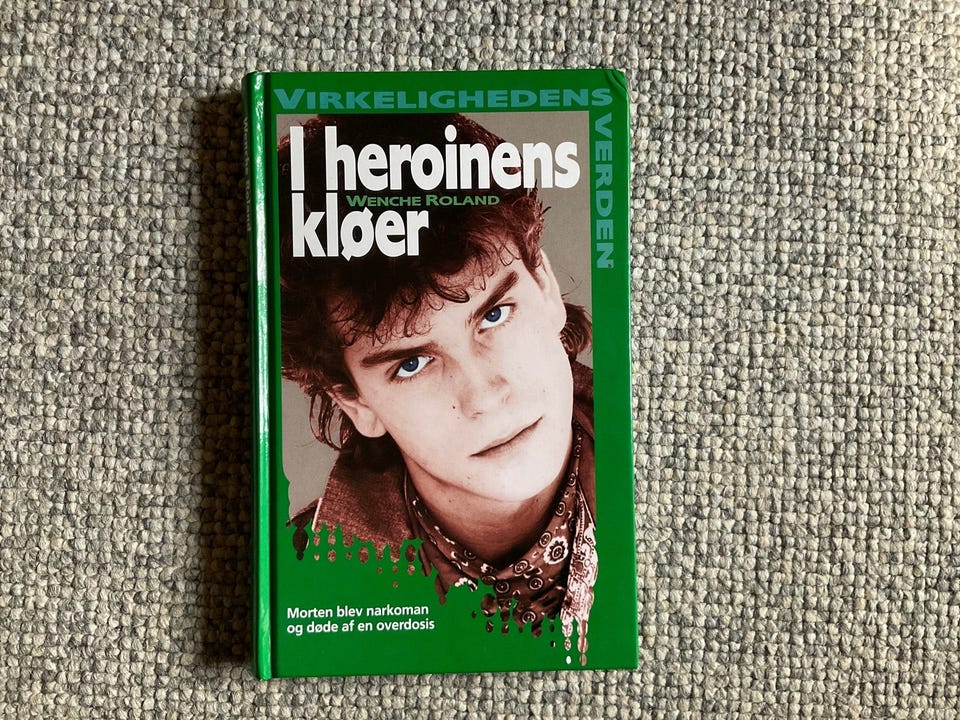 VIRKELIGHEDENS
VERDEN
I heroinens
WENCHE ROLAND
kløer
Morten blev narkoman
og døde af en overdosis